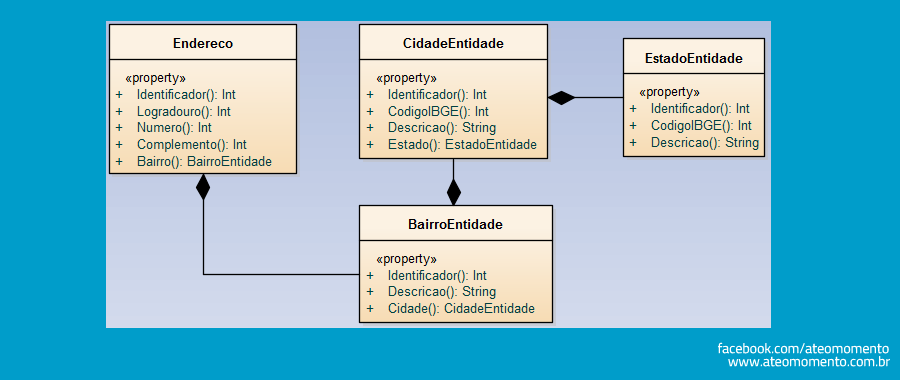 Endereco
«property»
+ Identificador(): Int
+ Logradouro(): Int
+ Numero(): Int
+ Complemento(): Int
+ Bairro(): BairroEntidade
CidadeEntidade
«property»
+ Identificador(): Int
+ CodigoIBGE(): Int
+ Descricao(): String
+ Estado(): EstadoEntidade
EstadoEntidade
«property»
+ Identificador(): Int
+ CodigoIBGE(): Int
+ Descricao(): String
BairroEntidade
«property»
+ Identificador(): Int
+ Descricao(): String
+ Cidade(): CidadeEntidade
facebook.com/ateomomento
www.ateomomento.com.br